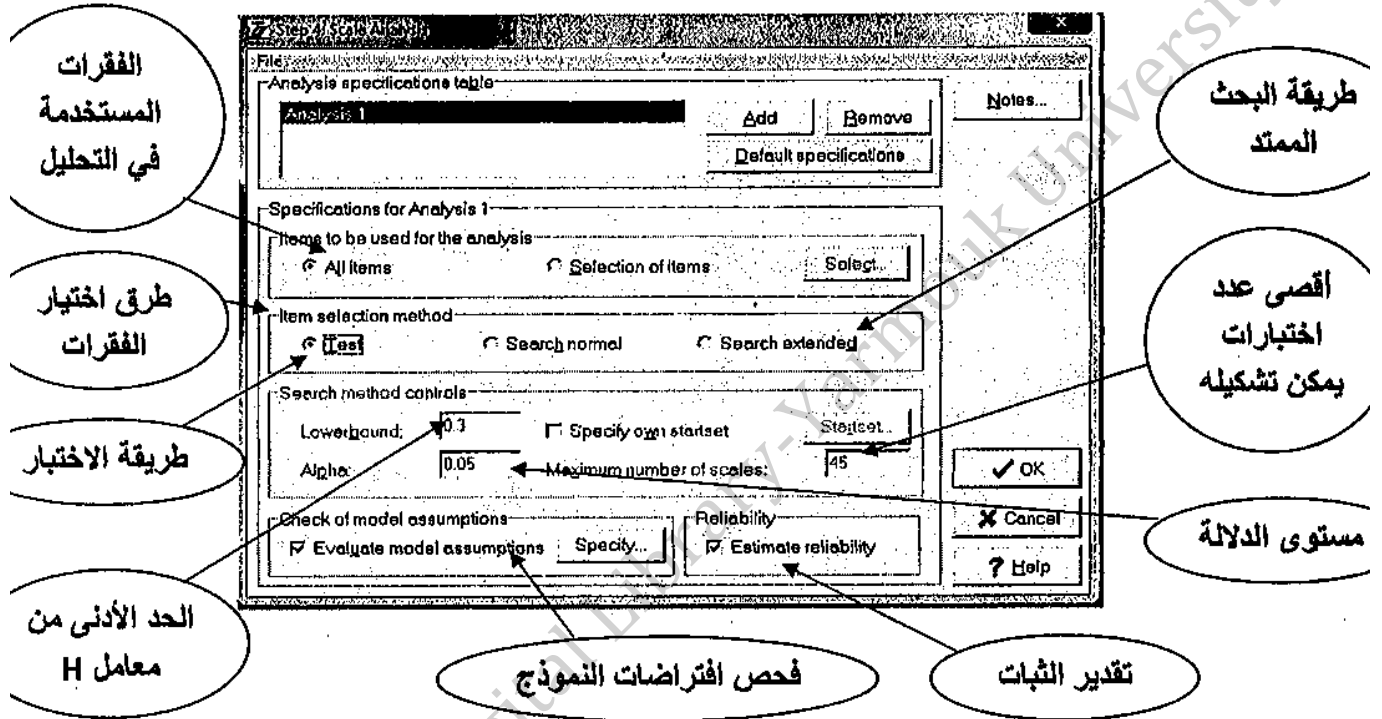 Step 4: Scale Analysis
File
Analysis specifications table
Analysis 1
Add
Remove
Default specifications
Notes...
Specifications for Analysis 1
Items to be used for the analysis
All items
Selection of items
Select...
Item selection method
Test
Search normal
Search extended
Search method controls
Lowerbound:
0.3
Specify own startset
Startset...
Alpha:
0.05
Maximum number of scales:
45
Check of model assumptions
Evaluate model assumptions
Specify...
Reliability
Estimate reliability
OK
Cancel
? Help
الفقرات
المستخدمة
في التحليل
طرق اختيار
الفقرات
طريقة الاختبار
الحد الأدنى من
معامل H
فحص افتراضات النموذج
تقدير الثبات
طريقة البحث
الممتد
أقصى عدد
اختبارات
يمكن تشكيله
مستوى الدلالة
Library-Yarmouk University